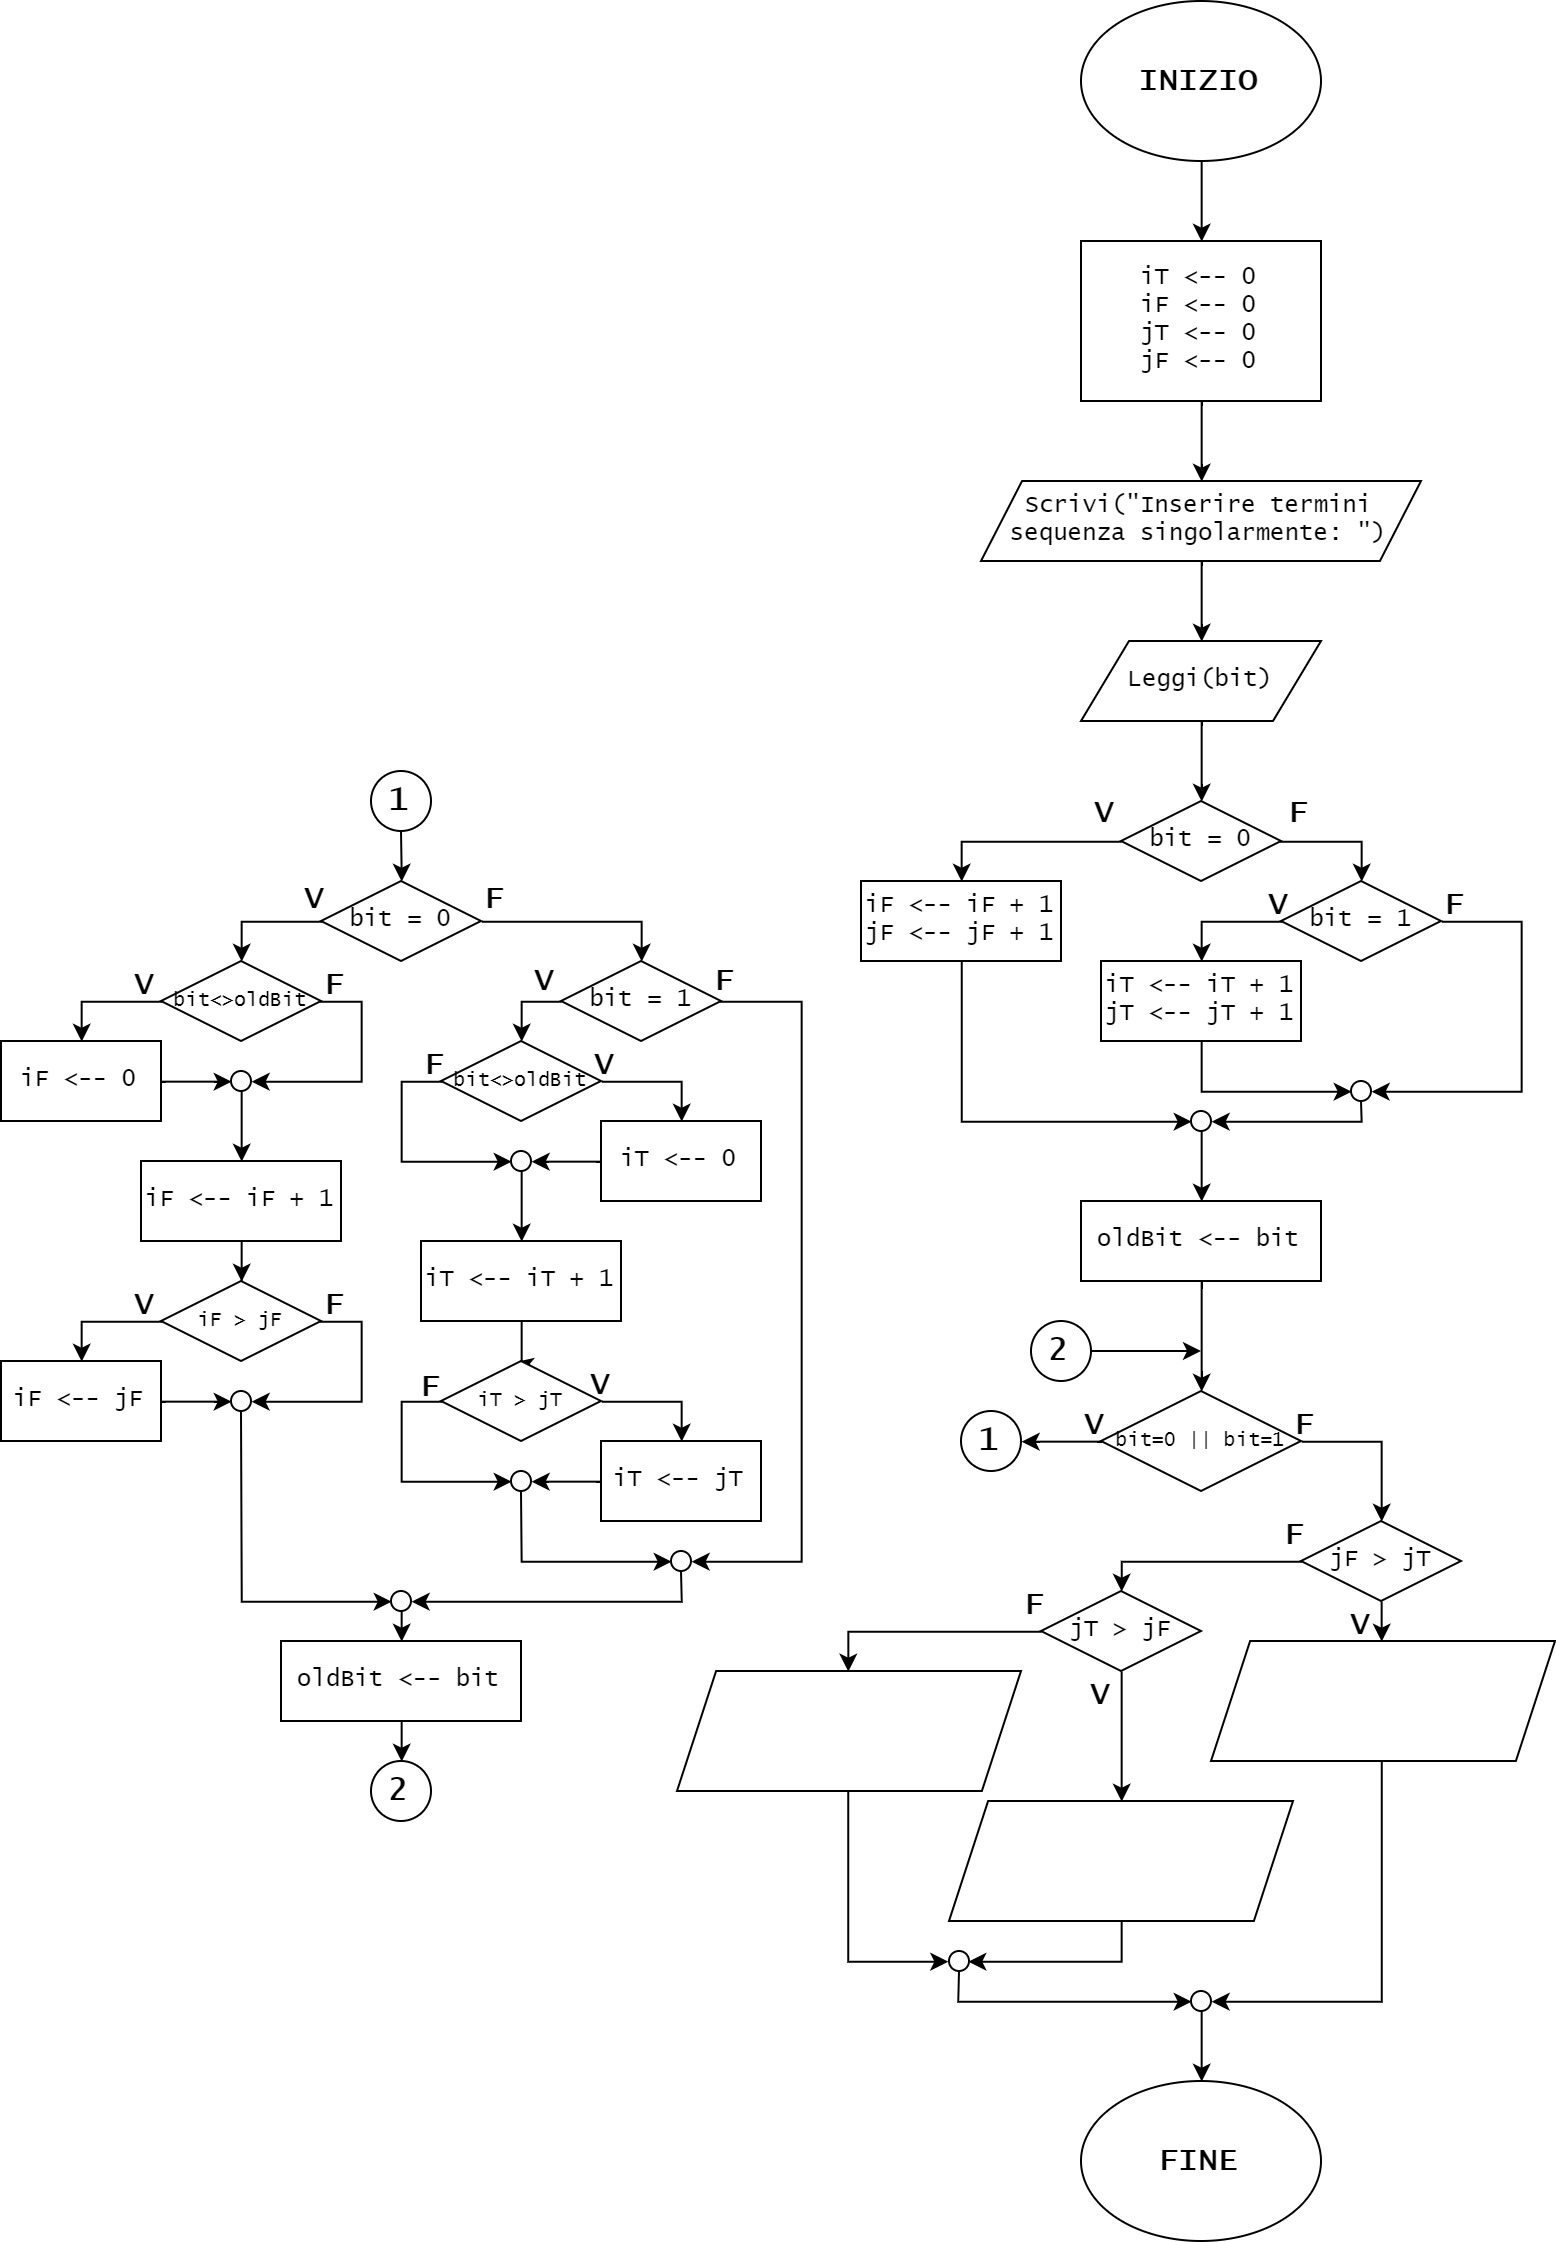 INIZIO
iT <-- 0
iF <-- 0
jT <-- 0
jF <-- 0
Scrivi("Inserire termini
sequenza singolarmente: ")
Leggi(bit)
V
F
bit = 0
iF <-- iF + 1
jF <-- jF + 1
V
F
bit = 1
iT <-- iT + 1
jT <-- jT + 1
oldBit <-- bit
2
V
F
1
bit=0 || bit=1
F
jF > jT
V
F
jT > jF
V
FINE
1
V
F
bit = 0
V
F
bit<>oldBit
iF <-- 0
iF <-- iF + 1
V
F
iF > jF
iF <-- jF
V
F
bit = 1
F
V
bit<>oldBit
iT <-- 0
iT <-- iT + 1
F
V
iT > jT
iT <-- jT
oldBit <-- bit
2